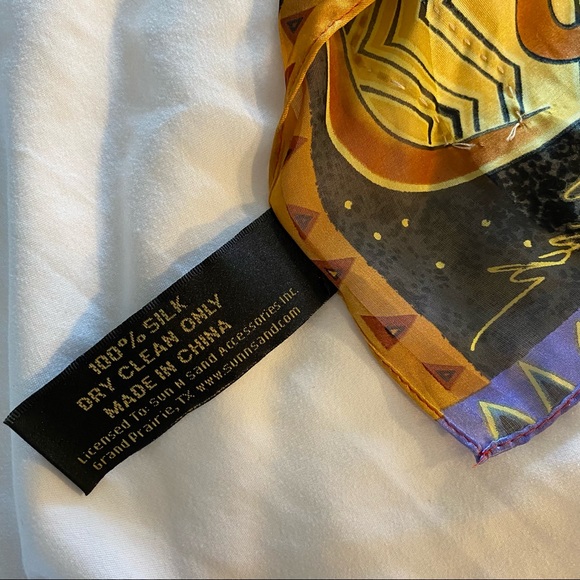 100% SILK
DRY CLEAN ONLY
MADE IN CHINA
Licensed To: Sun N Sand Accessories Inc.
Grand Prairie, TX www.sunnsand.com